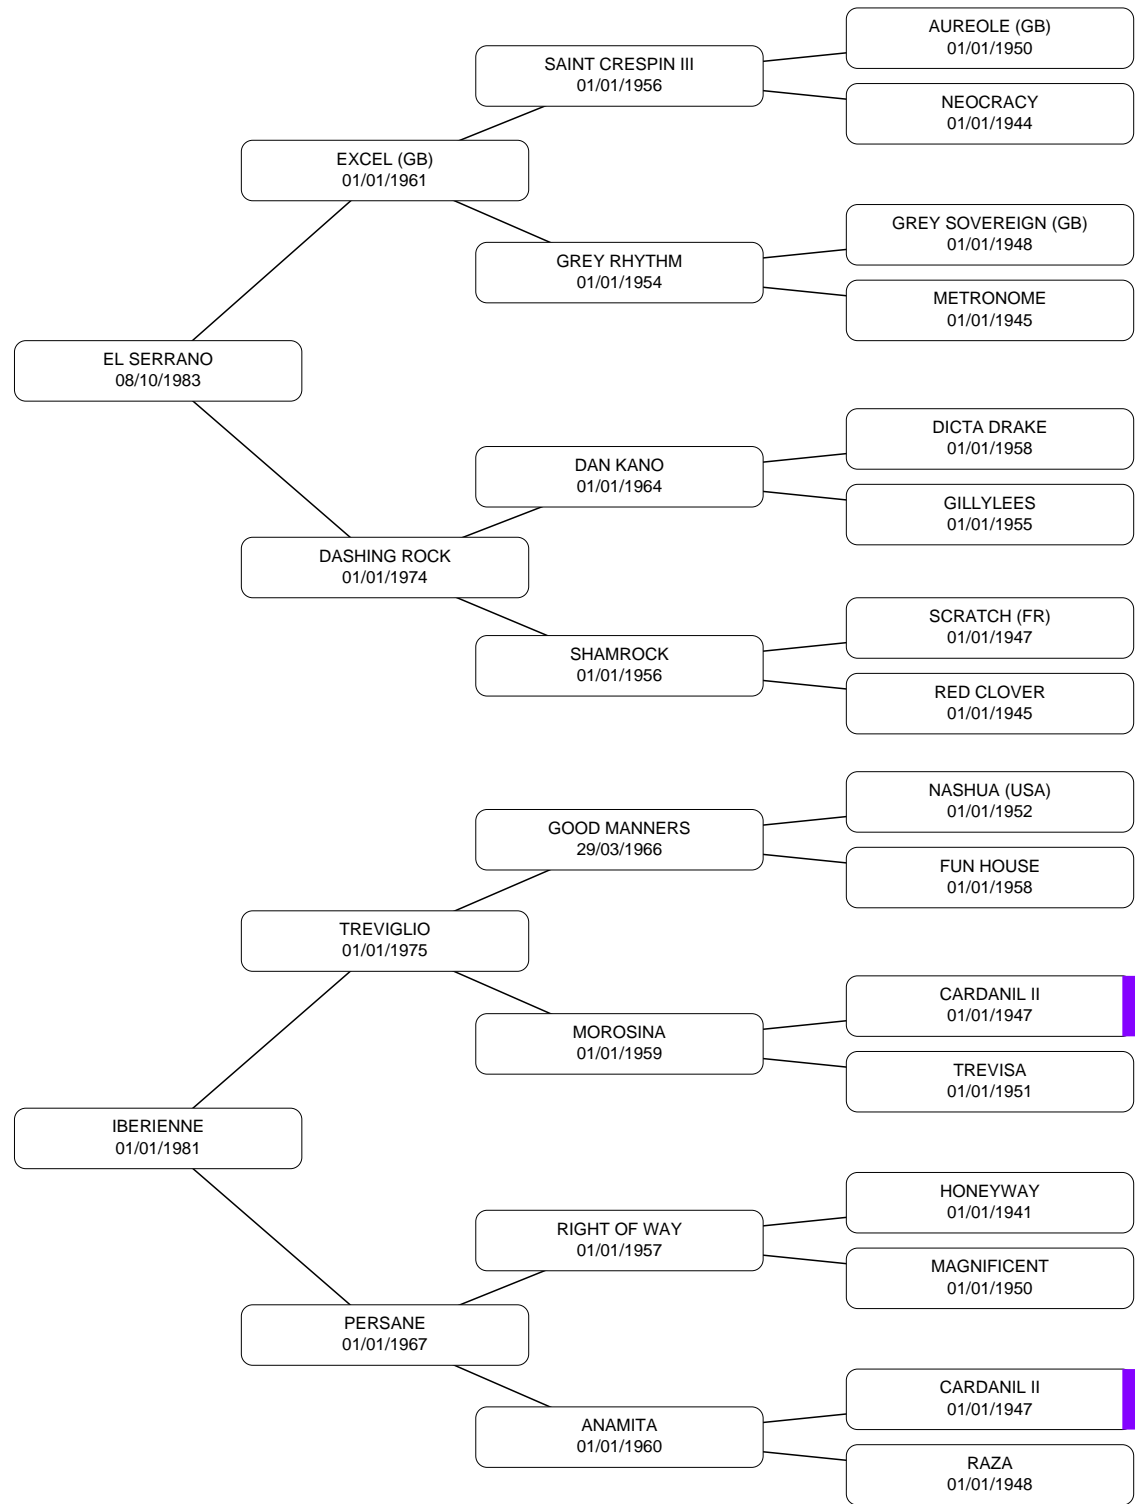 AUREOLE (GB)
01/01/1950
SAINT CRESPIN III
01/01/1956
NEOCRACY
01/01/1944
EXCEL (GB)
01/01/1961
GREY SOVEREIGN (GB)
01/01/1948
GREY RHYTHM
01/01/1954
METRONOME
01/01/1945
EL SERRANO
08/10/1983
DICTA DRAKE
01/01/1958
DAN KANO
01/01/1964
GILLYLEES
01/01/1955
DASHING ROCK
01/01/1974
SCRATCH (FR)
01/01/1947
SHAMROCK
01/01/1956
RED CLOVER
01/01/1945
NASHUA (USA)
01/01/1952
GOOD MANNERS
29/03/1966
FUN HOUSE
01/01/1958
TREVIGLIO
01/01/1975
CARDANIL II
01/01/1947
MOROSINA
01/01/1959
TREVISA
01/01/1951
IBERIENNE
01/01/1981
HONEYWAY
01/01/1941
RIGHT OF WAY
01/01/1957
MAGNIFICENT
01/01/1950
PERSANE
01/01/1967
CARDANIL II
01/01/1947
ANAMITA
01/01/1960
RAZA
01/01/1948